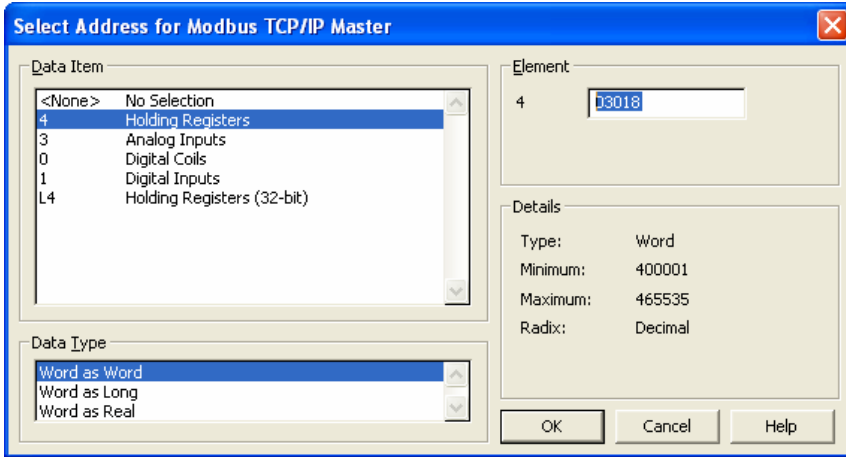 Select Address for Modbus TCP/IP Master
Data Item
<None> No Selection
4 Holding Registers
3 Analog Inputs
0 Digital Coils
1 Digital Inputs
L4 Holding Registers (32-bit)
Data Type
Word as Word
Word as Long
Word as Real
Element
4 03018
Details
Type: Word
Minimum: 400001
Maximum: 465535
Radix: Decimal
OK Cancel Help